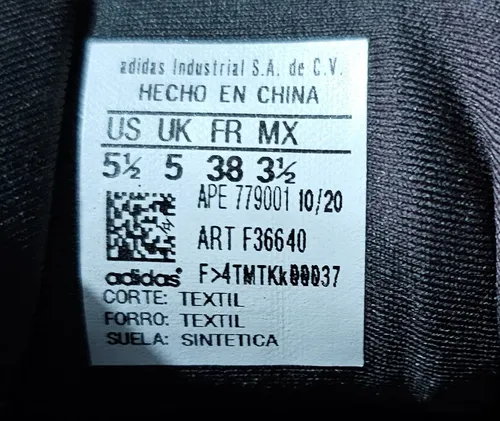 adidas Industrial S.A. de C.V.
HECHO EN CHINA
US UK FR MX
5½ 5 38 3½
APE 779001 10/20
ART F36640
adidas F>4TMTKk00037
CORTE: TEXTIL
FORRO: TEXTIL
SUELA: SINTETICA